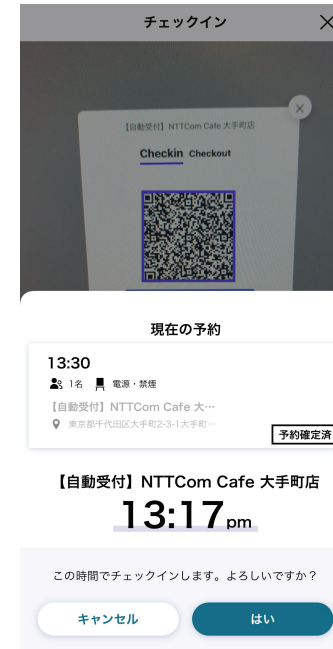 チェックイン
【自動受付】NTTCom Cafe 大手町店
Checkin Checkout
現在の予約
13:30
1名 電源・禁煙
【自動受付】NTTCom Cafe 大…
東京都千代田区大手町2-3-1大手町…
予約確定済
【自動受付】NTTCom Cafe 大手町店
13:17pm
この時間でチェックインします。よろしいですか？
キャンセル
はい